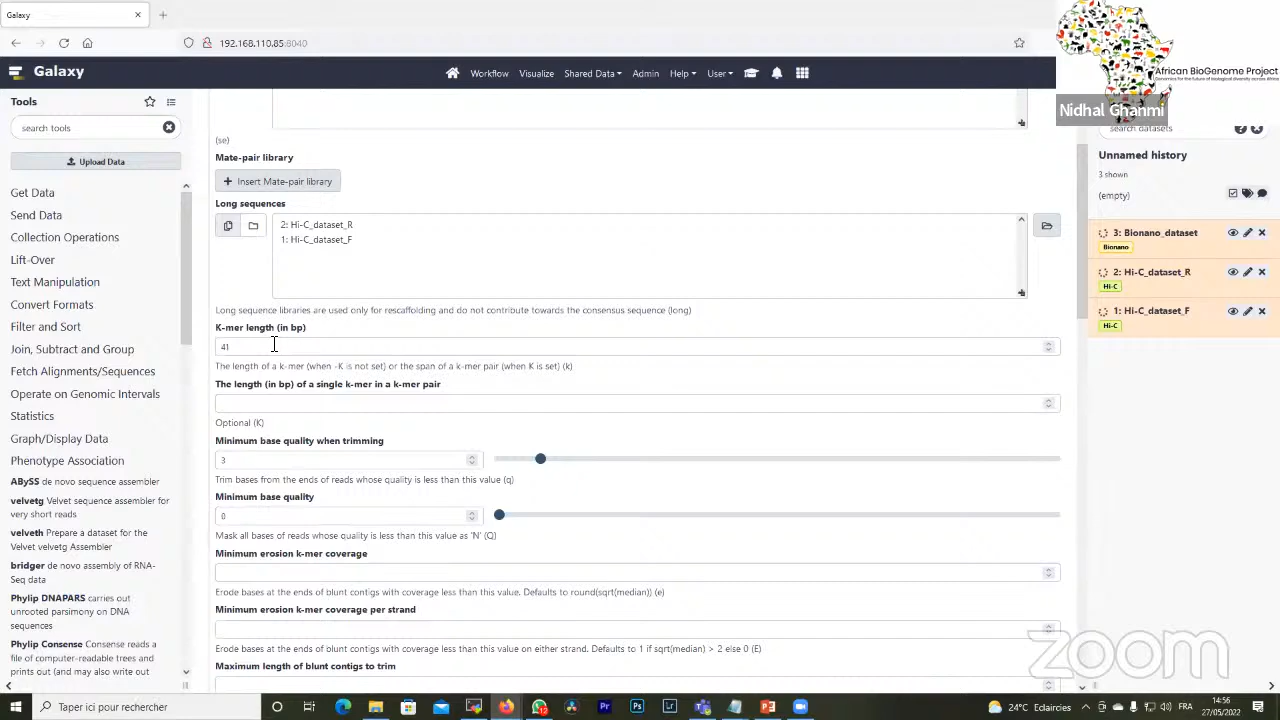 Galaxy
192.168.110.85:8040
African BioGenome Project
Genomics for the future of biological diversity across Africa
Nidhal Ghanmi
Galaxy
Workflow
Visualize
Shared Data
Admin
Help
User
Tools
search tools
Upload Data
Get Data
Send Data
Collection Operations
Lift-Over
Text Manipulation
Convert Formats
Filter and Sort
Join, Subtract and Group
Fetch Alignments/Sequences
Operate on Genomic Intervals
Statistics
Graph/Display Data
Phenotype Association
ABySS de novo sequence assembler
velvetg Velvet sequence assembler for
very short reads
velveth Prepare a dataset for the
Velvet velvetg Assembler
bridger de novo assembly of RNA-
Seq data
Phylip DNAPARS carries out
unrooted parsimony on DNA
sequences
Phylip Consense Consense reads a
file of computer-readable trees and
prints out (and may also write out
(se)
Mate-pair library
+ Insert Mate-pair library
Long sequences
2: Hi-C_dataset_R
1: Hi-C_dataset_F
Long sequence libraries are used only for rescaffolding and do not contribute towards the consensus sequence (long)
K-mer length (in bp)
41
The length of a k-mer (when -K is not set) or the span of a k-mer pair (when K is set) (k)
The length (in bp) of a single k-mer in a k-mer pair
Optional (K)
Minimum base quality when trimming
3
Trim bases from the ends of reads whose quality is less than this value (q)
Minimum base quality
0
Mask all bases of reads whose quality is less than this value as 'N' (Q)
Minimum erosion k-mer coverage
Erode bases at the ends of blunt contigs with coverage less than this value. Defaults to round(sqrt(median)) (e)
Minimum erosion k-mer coverage per strand
Erode bases at the ends of blunt contigs with coverage less than this value on either strand. Defaults to 1 if sqrt(median) > 2 else 0 (E)
Maximum length of blunt contigs to trim
search datasets
Unnamed history
3 shown
(empty)
3: Bionano_dataset
Bionano
2: Hi-C_dataset_R
Hi-C
1: Hi-C_dataset_F
Hi-C
zoom
Taper ici pour rechercher
12
24°C Eclaircies
FR
14:56
27/05/2022